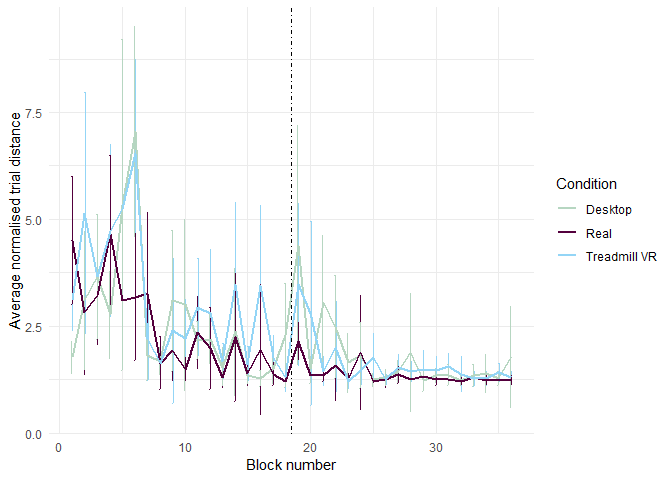 Average normalised trial distance
7.5
5.0
2.5
0.0
0
10
20
30
Block number
Condition
Desktop
Real
Treadmill VR